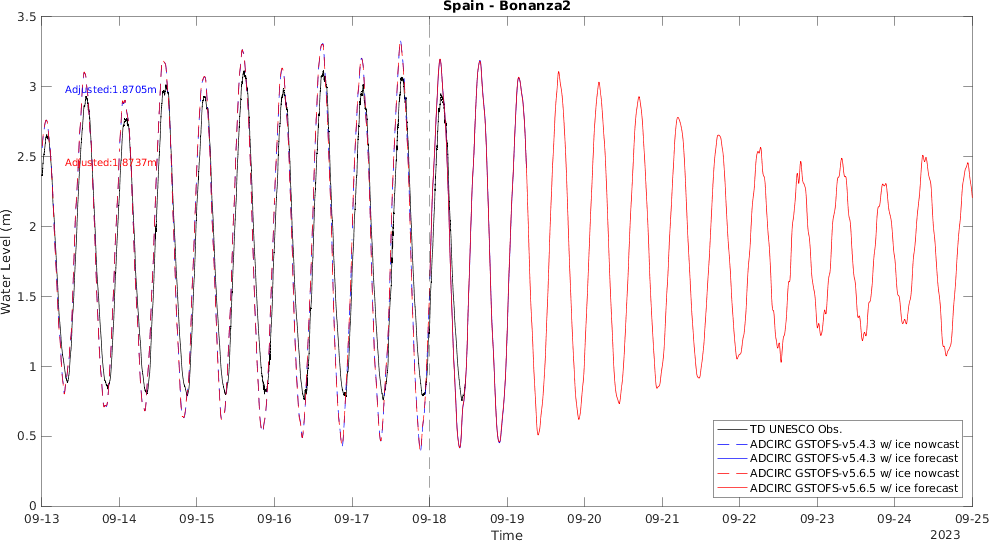 Spain - Bonanza2
3.5
3
2.5
2
1.5
1
0.5
0
Water Level (m)
Adjusted:1.8705m
Adjusted:1.8737m
TD UNESCO Obs.
ADCIRC GSTOFS-v5.4.3 w/ ice nowcast
ADCIRC GSTOFS-v5.4.3 w/ ice forecast
ADCIRC GSTOFS-v5.6.5 w/ ice nowcast
ADCIRC GSTOFS-v5.6.5 w/ ice forecast
09-13 09-14 09-15 09-16 09-17 09-18 09-19 09-20 09-21 09-22 09-23 09-24 09-25
Time
2023